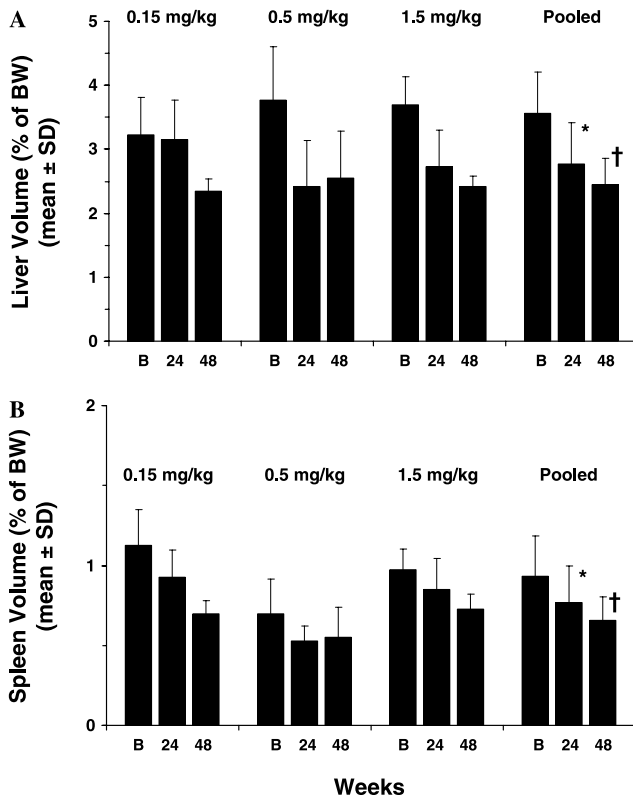 A
0.15 mg/kg 0.5 mg/kg 1.5 mg/kg Pooled
Liver Volume (% of BW)
(mean ± SD)
5
4
3
2
1
0
* †
B 24 48 B 24 48 B 24 48 B 24 48
B
Spleen Volume (% of BW)
(mean ± SD)
2
1
0
0.15 mg/kg 0.5 mg/kg 1.5 mg/kg Pooled
* †
B 24 48 B 24 48 B 24 48 B 24 48
Weeks